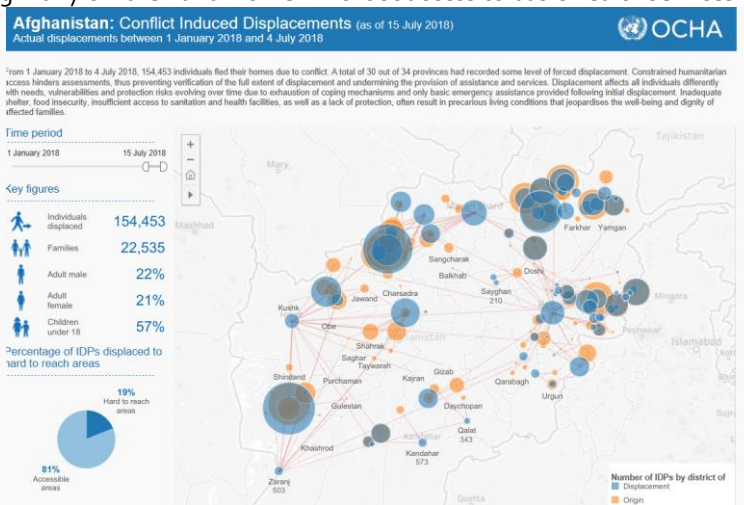 Afghanistan: Conflict Induced Displacements (as of 15 July 2018)
Actual displacements between 1 January 2018 and 4 July 2018
OCHA
From 1 January 2018 to 4 July 2018, 154,453 individuals fled their homes due to conflict. A total of 30 out of 34 provinces had recorded some level of forced displacement. Constrained humanitarian
access hinders assessments, thus preventing verification of the full extent of displacement and undermining the provision of assistance and services. Displacement affects all individuals differently
with needs, vulnerabilities and protection risks evolving over time due to exhaustion of coping mechanisms and only basic emergency assistance provided following initial displacement. Inadequate
shelter, food insecurity, insufficient access to sanitation and health facilities, as well as a lack of protection, often result in precarious living conditions that jeopardises the well-being and dignity of
affected families.
Time period
1 January 2018 15 July 2018
Key figures
Individuals
displaced
154,453
Families
22,535
Adult male
22%
Adult
female
21%
Children
under 18
57%
Percentage of IDPs displaced to
hard to reach areas
19%
Hard to reach
areas
81%
Accessible
areas
Tajikistan
Mary
Mashhad
Farkhar Yamgan
Sangcharak
Balkhab
Doshi
Sayghan
210
Jawand
Charsadra
Kushk
Obe
Mingora
Peshawar
Islamabad
Shahrak
Saghar
Taywarah
Shindand
Purchaman
Kajran
Gizab
Qarabagh
Urgun
Gulestan
Daychopan
Khashrod
Kandahar
Qalat
343
Kandahar
573
Zaranj
503
Quetta
Number of IDPs by district of
Displacement
Origin